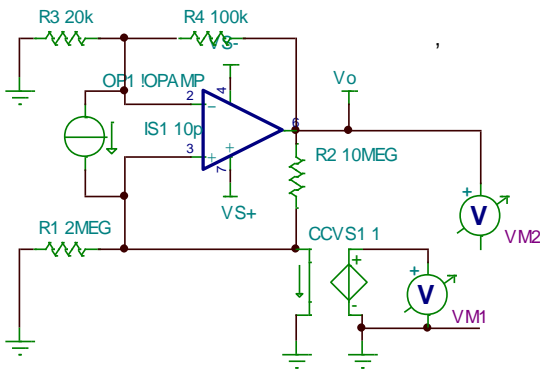 R3 20k
R4 100k
VS-
,
OP1 !OPAMP
Vo
4
2
6
IS1 10p
3
7
R2 10MEG
VS+
R1 2MEG
CCVS1 1
+
V
VM2
+
-
+
V
VM1